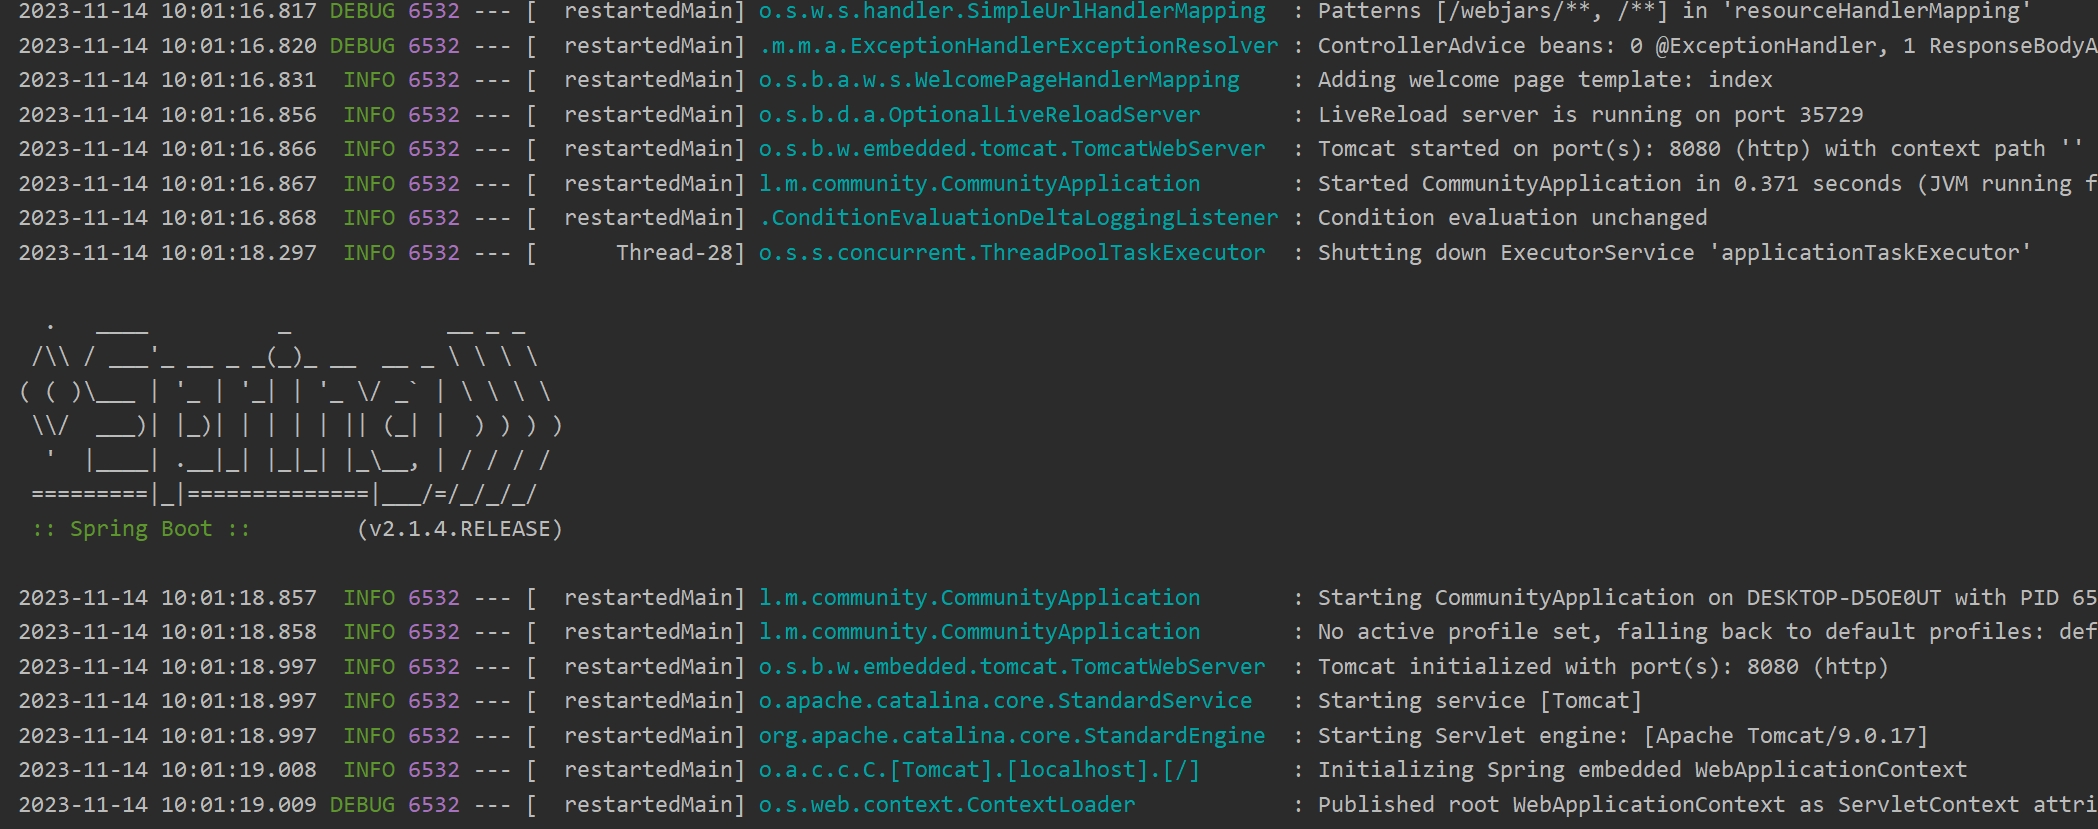 2023-11-14 10:01:16.817 DEBUG 6532 --- [  restartedMain] o.s.w.s.handler.SimpleUrlHandlerMapping  : Patterns [/webjars/**, /**] in 'resourceHandlerMapping'
2023-11-14 10:01:16.820 DEBUG 6532 --- [  restartedMain] .m.m.a.ExceptionHandlerExceptionResolver : ControllerAdvice beans: 0 @ExceptionHandler, 1 ResponseBodyA
2023-11-14 10:01:16.831  INFO 6532 --- [  restartedMain] o.s.b.a.w.s.WelcomePageHandlerMapping    : Adding welcome page template: index
2023-11-14 10:01:16.856  INFO 6532 --- [  restartedMain] o.s.b.d.a.OptionalLiveReloadServer       : LiveReload server is running on port 35729
2023-11-14 10:01:16.866  INFO 6532 --- [  restartedMain] o.s.b.w.embedded.tomcat.TomcatWebServer  : Tomcat started on port(s): 8080 (http) with context path ''
2023-11-14 10:01:16.867  INFO 6532 --- [  restartedMain] l.m.community.CommunityApplication       : Started CommunityApplication in 0.371 seconds (JVM running f
2023-11-14 10:01:16.868  INFO 6532 --- [  restartedMain] .ConditionEvaluationDeltaLoggingListener : Condition evaluation unchanged
2023-11-14 10:01:18.297  INFO 6532 --- [      Thread-28] o.s.s.concurrent.ThreadPoolTaskExecutor  : Shutting down ExecutorService 'applicationTaskExecutor'
  .   ____          _            __ _ _
 /\\ / ___'_ __ _ _(_)_ __  __ _ \ \ \ \
( ( )\___ | '_ | '_| | '_ \/ _` | \ \ \ \
 \\/  ___)| |_)| | | | | || (_| |  ) ) ) )
  '  |____| .__|_| |_|_| |_\__, | / / / /
 =========|_|==============|___/=/_/_/_/
 :: Spring Boot ::        (v2.1.4.RELEASE)
2023-11-14 10:01:18.857  INFO 6532 --- [  restartedMain] l.m.community.CommunityApplication       : Starting CommunityApplication on DESKTOP-D5OE0UT with PID 65
2023-11-14 10:01:18.858  INFO 6532 --- [  restartedMain] l.m.community.CommunityApplication       : No active profile set, falling back to default profiles: def
2023-11-14 10:01:18.997  INFO 6532 --- [  restartedMain] o.s.b.w.embedded.tomcat.TomcatWebServer  : Tomcat initialized with port(s): 8080 (http)
2023-11-14 10:01:18.997  INFO 6532 --- [  restartedMain] o.apache.catalina.core.StandardService   : Starting service [Tomcat]
2023-11-14 10:01:18.997  INFO 6532 --- [  restartedMain] org.apache.catalina.core.StandardEngine  : Starting Servlet engine: [Apache Tomcat/9.0.17]
2023-11-14 10:01:19.008  INFO 6532 --- [  restartedMain] o.a.c.c.C.[Tomcat].[localhost].[/]       : Initializing Spring embedded WebApplicationContext
2023-11-14 10:01:19.009 DEBUG 6532 --- [  restartedMain] o.s.web.context.ContextLoader            : Published root WebApplicationContext as ServletContext attri